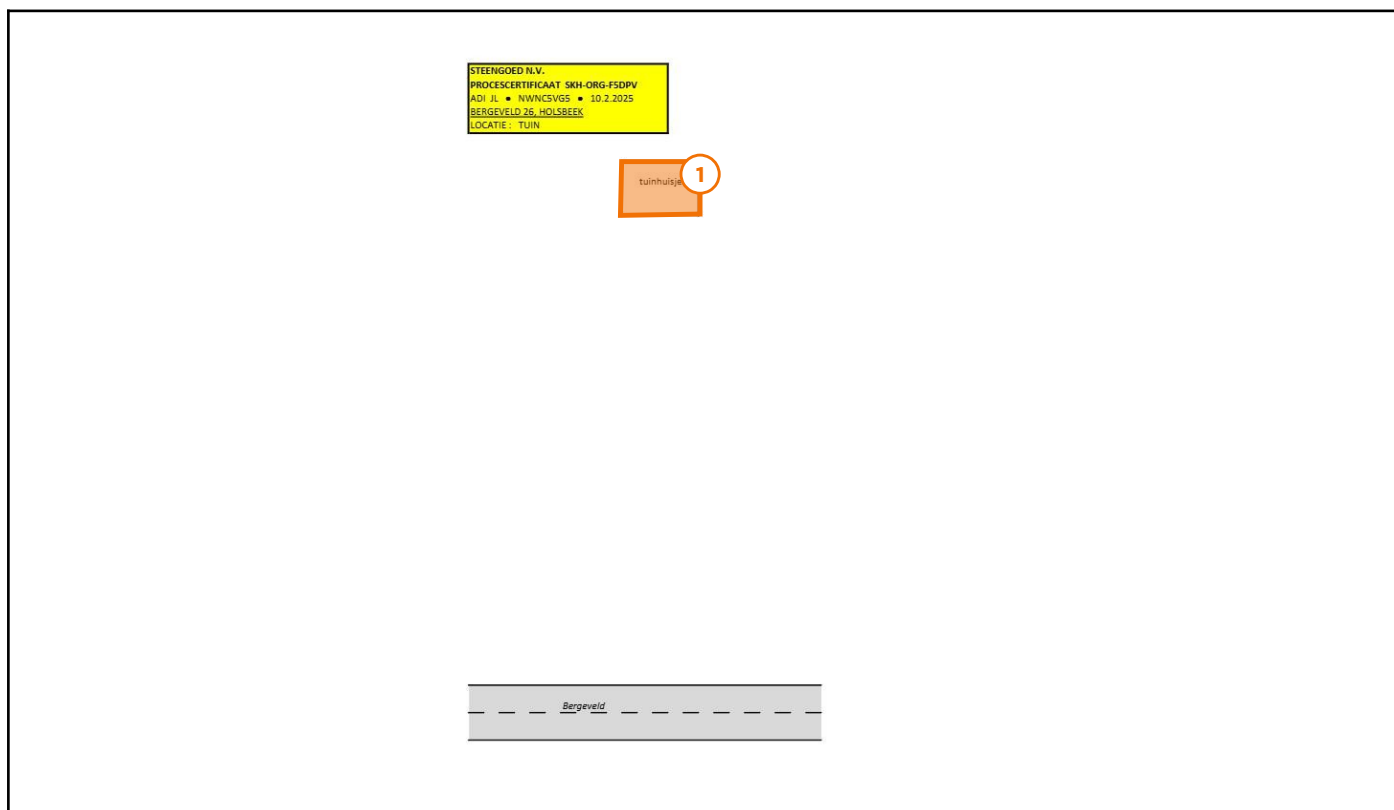 STEENGOED N.V.
PROCESCERTIFICAAT SKH-ORG-F5DPV
ADI JL ● NWNC5VG5 ● 10.2.2025
BERGEVELD 26, HOLSBEEK
LOCATIE : TUIN
tuinhuisje
1
Bergeveld